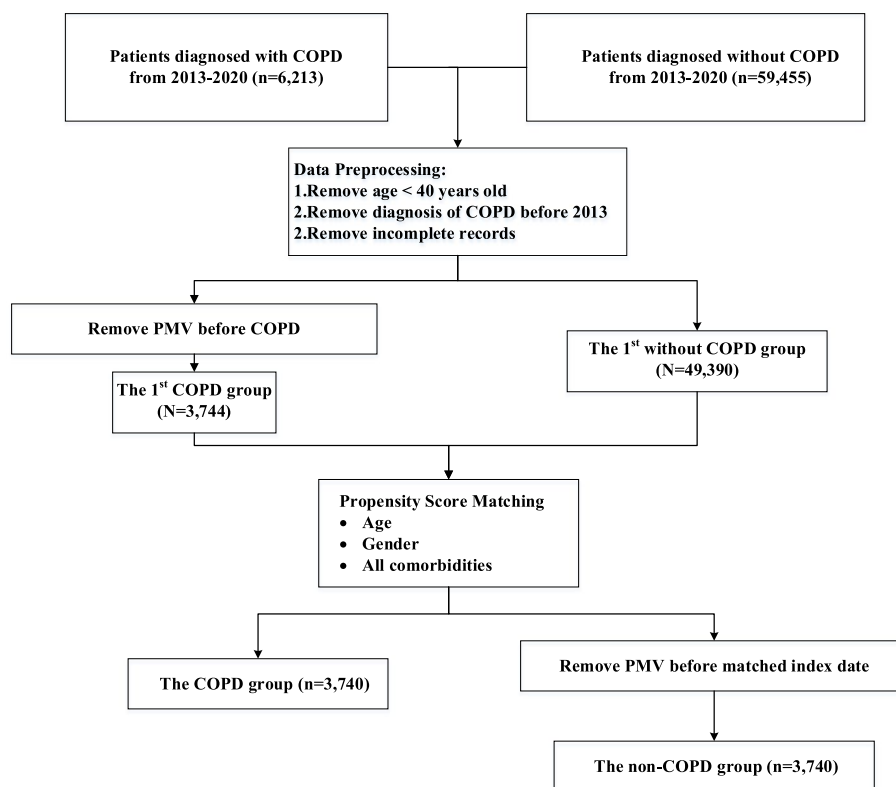 Patients diagnosed with COPD
from 2013-2020 (n=6,213)
Patients diagnosed without COPD
from 2013-2020 (n=59,455)
Data Preprocessing:
1.Remove age < 40 years old
2.Remove diagnosis of COPD before 2013
2.Remove incomplete records
Remove PMV before COPD
The 1st without COPD group
(N=49,390)
The 1st COPD group
(N=3,744)
Propensity Score Matching
• Age
• Gender
• All comorbidities
The COPD group (n=3,740)
Remove PMV before matched index date
The non-COPD group (n=3,740)